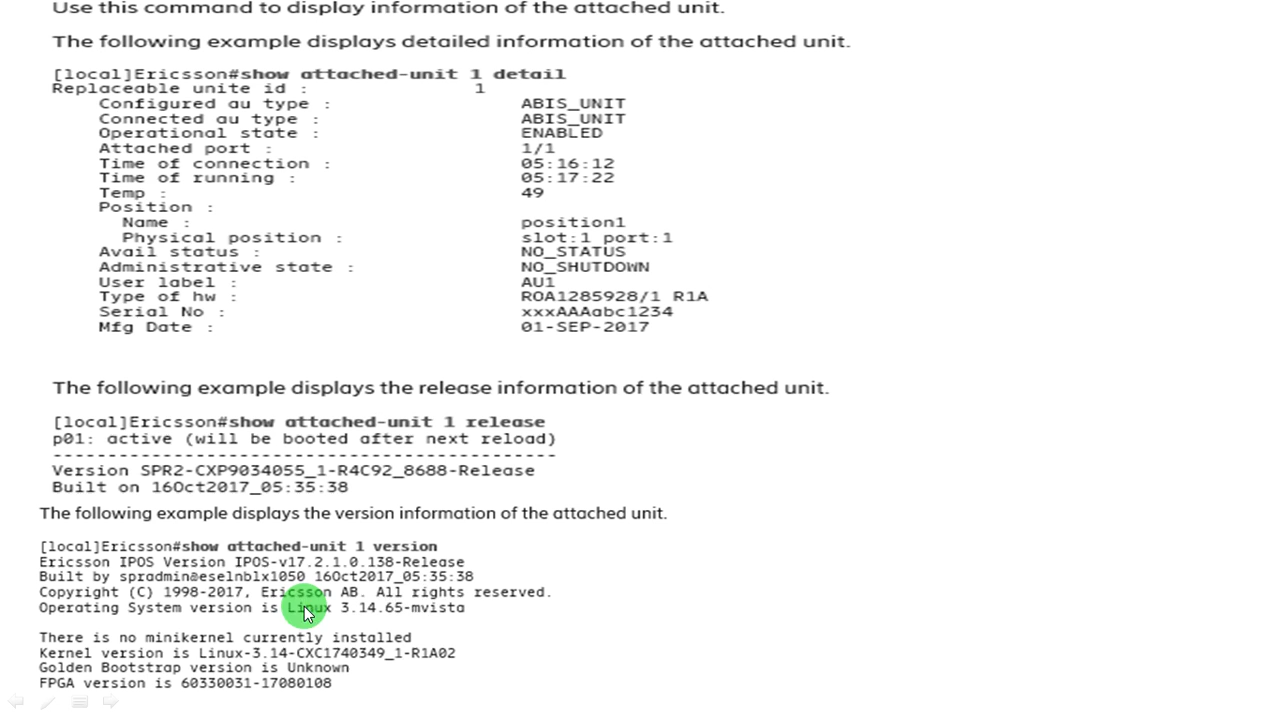 Use this command to display information of the attached unit.
The following example displays detailed information of the attached unit.
[local]Ericsson#show attached-unit 1 detail
Replaceable unite id : 1
Configured au type : ABIS_UNIT
Connected au type : ABIS_UNIT
Operational state : ENABLED
Attached port : 1/1
Time of connection : 05:16:12
Time of running : 05:17:22
Temp : 49
Position :
Name : position1
Physical position : slot:1 port:1
Avail status : NO_STATUS
Administrative state : NO_SHUTDOWN
User label : AU1
Type of hw : ROA1285928/1 R1A
Serial No : xxxAAAabc1234
Mfg Date : 01-SEP-2017
The following example displays the release information of the attached unit.
[local]Ericsson#show attached-unit 1 release
p01: active (will be booted after next reload)
----------------------------------------------
Version SPR2-CXP9034055_1-R4C92_8688-Release
Built on 16Oct2017_05:35:38
The following example displays the version information of the attached unit.
[local]Ericsson#show attached-unit 1 version
Ericsson IPOS Version IPOS-v17.2.1.0.138-Release
Built by spradmin@eselnblx1050 16Oct2017_05:35:38
Copyright (C) 1998-2017, Ericsson AB. All rights reserved.
Operating System version is Linux 3.14.65-mvista
There is no minikernel currently installed
Kernel version is Linux-3.14-CXC1740349_1-R1A02
Golden Bootstrap version is Unknown
FPGA version is 60330031-17080108